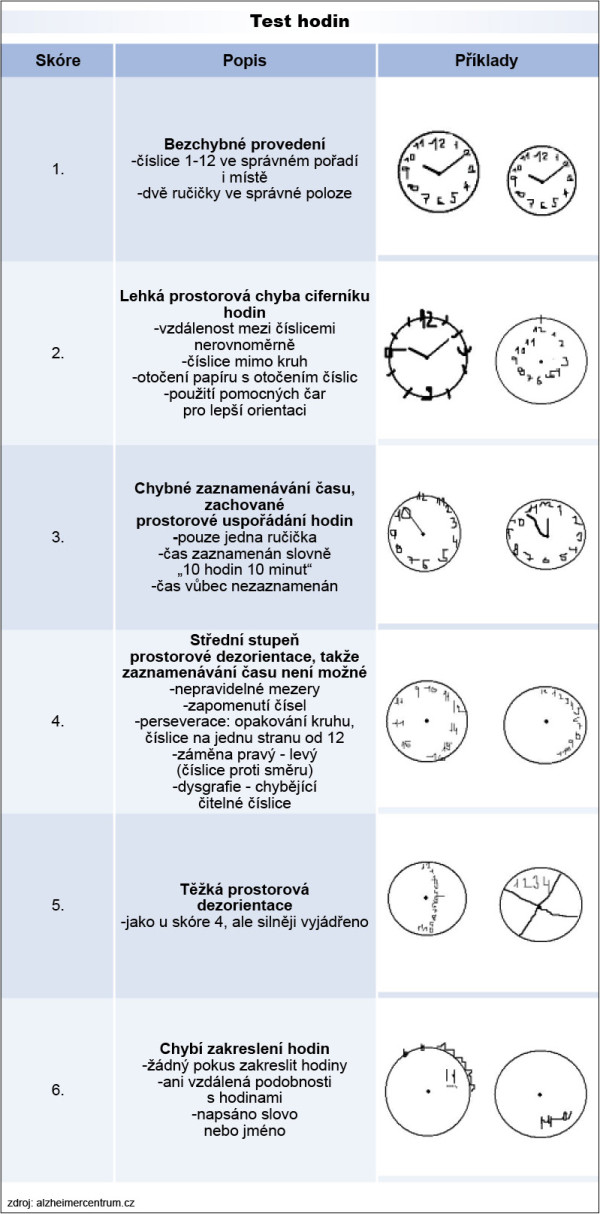 Test hodin
Skóre
Popis
Příklady
1.
Bezchybné provedení
-číslice 1-12 ve správném pořadí
i místě
-dvě ručičky ve správné poloze
2.
Lehká prostorová chyba ciferníku
hodin
-vzdálenost mezi číslicemi
nerovnoměrně
-číslice mimo kruh
-otočení papíru s otočením číslic
-použití pomocných čar
pro lepší orientaci
3.
Chybné zaznamenávání času,
zachované
prostorové uspořádání hodin
-pouze jedna ručička
-čas zaznamenán slovně
„10 hodin 10 minut“
-čas vůbec nezaznamenán
4.
Střední stupeň
prostorové dezorientace, takže
zaznamenávání času není možné
-nepravidelné mezery
-zapomenutí čísel
-perseverace: opakování kruhu,
číslice na jednu stranu od 12
-záměna pravý - levý
(číslice proti směru)
-dysgrafie - chybějící
čitelné číslice
5.
Těžká prostorová
dezorientace
-jako u skóre 4, ale silněji vyjádřeno
1234
6.
Chybí zakreslení hodin
-žádný pokus zakreslit hodiny
-ani vzdálená podobnosti
s hodinami
-napsáno slovo
nebo jméno
11
zdroj: alzheimercentrum.cz